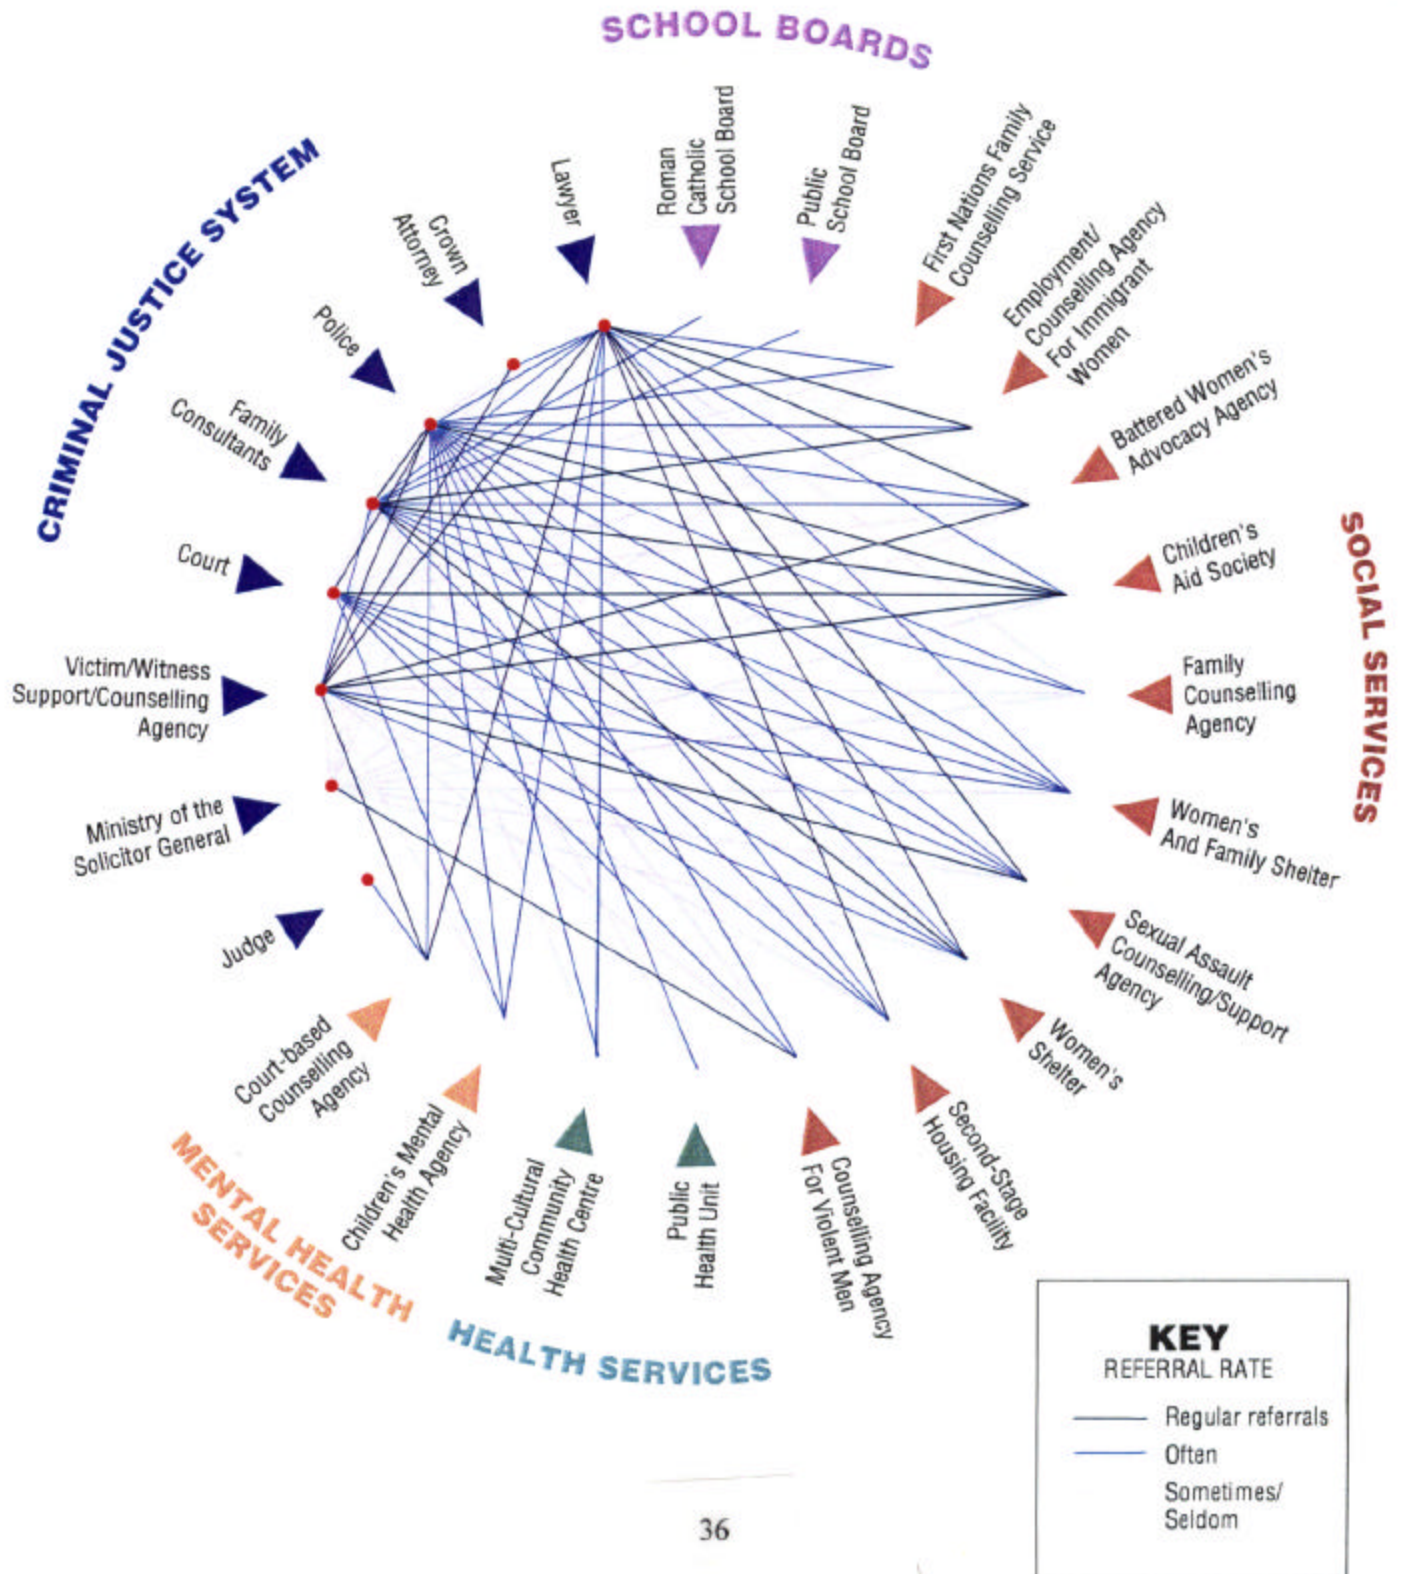 SCHOOL BOARDS
Roman
Catholic
School Board
Public
School Board
First Nations Family
Counselling Service
Employment/
Counselling Agency
For Immigrant
Women
Battered Women's
Advocacy Agency
Children's
Aid Society
Family
Counselling
Agency
Women's
And Family Shelter
Sexual Assault
Counselling/Support
Agency
Women's
Shelter
Second-Stage
Housing Facility
Counselling Agency
For Violent Men
SOCIAL SERVICES
Public
Health Unit
Multi-Cultural
Community
Health Centre
HEALTH SERVICES
Children's Mental
Health Agency
Court-based
Counselling
Agency
MENTAL HEALTH
SERVICES
Judge
Ministry of the
Solicitor General
Victim/Witness
Support/Counselling
Agency
Court
Family
Consultants
Police
Crown
Attorney
Lawyer
CRIMINAL JUSTICE SYSTEM
KEY
REFERRAL RATE
Regular referrals
Often
Sometimes/
Seldom
36